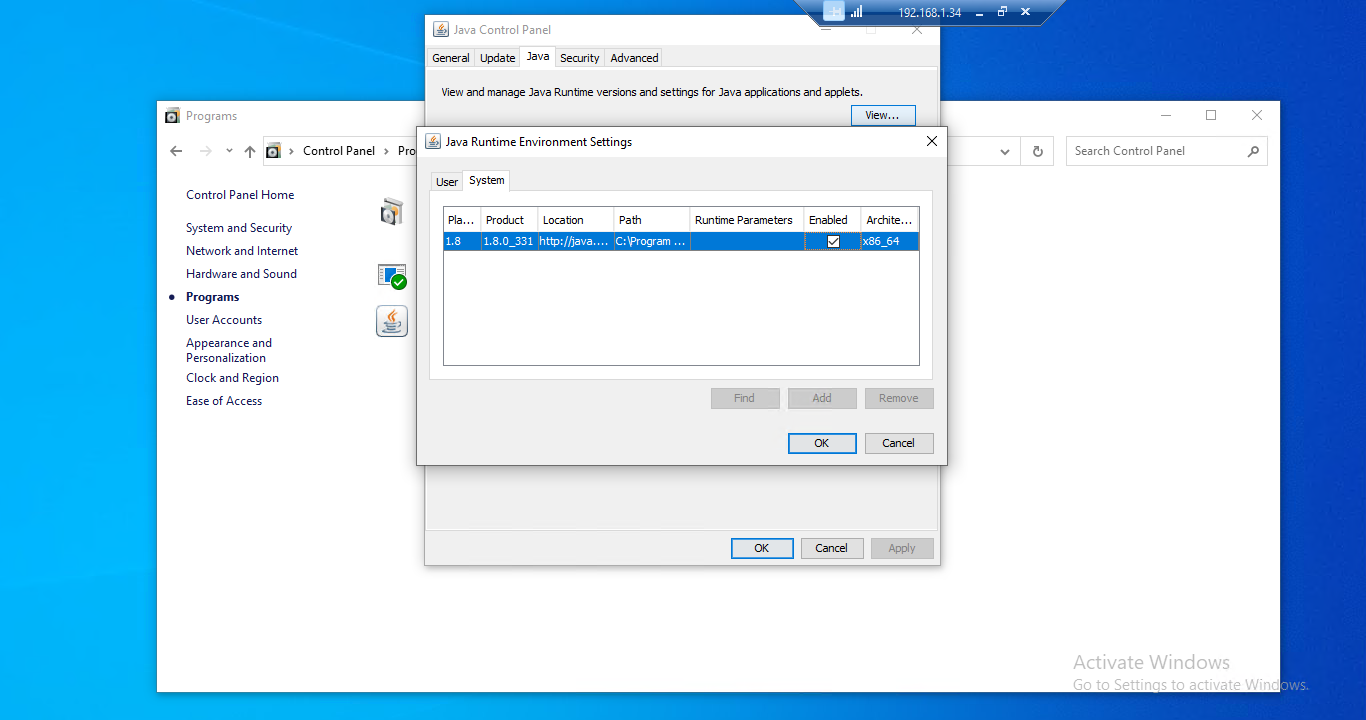 192.168.1.34
Java Control Panel
General Update Java Security Advanced
View and manage Java Runtime versions and settings for Java applications and applets.
View...
Programs
Control Panel › Pro
Search Control Panel
Control Panel Home
System and Security
Network and Internet
Hardware and Sound
Programs
User Accounts
Appearance and
Personalization
Clock and Region
Ease of Access
Java Runtime Environment Settings
User System
Pla... Product Location Path Runtime Parameters Enabled Archite...
1.8 1.8.0_331 http://java.... C:\Program ... x86_64
Find Add Remove
OK Cancel
OK Cancel Apply
Activate Windows
Go to Settings to activate Windows.